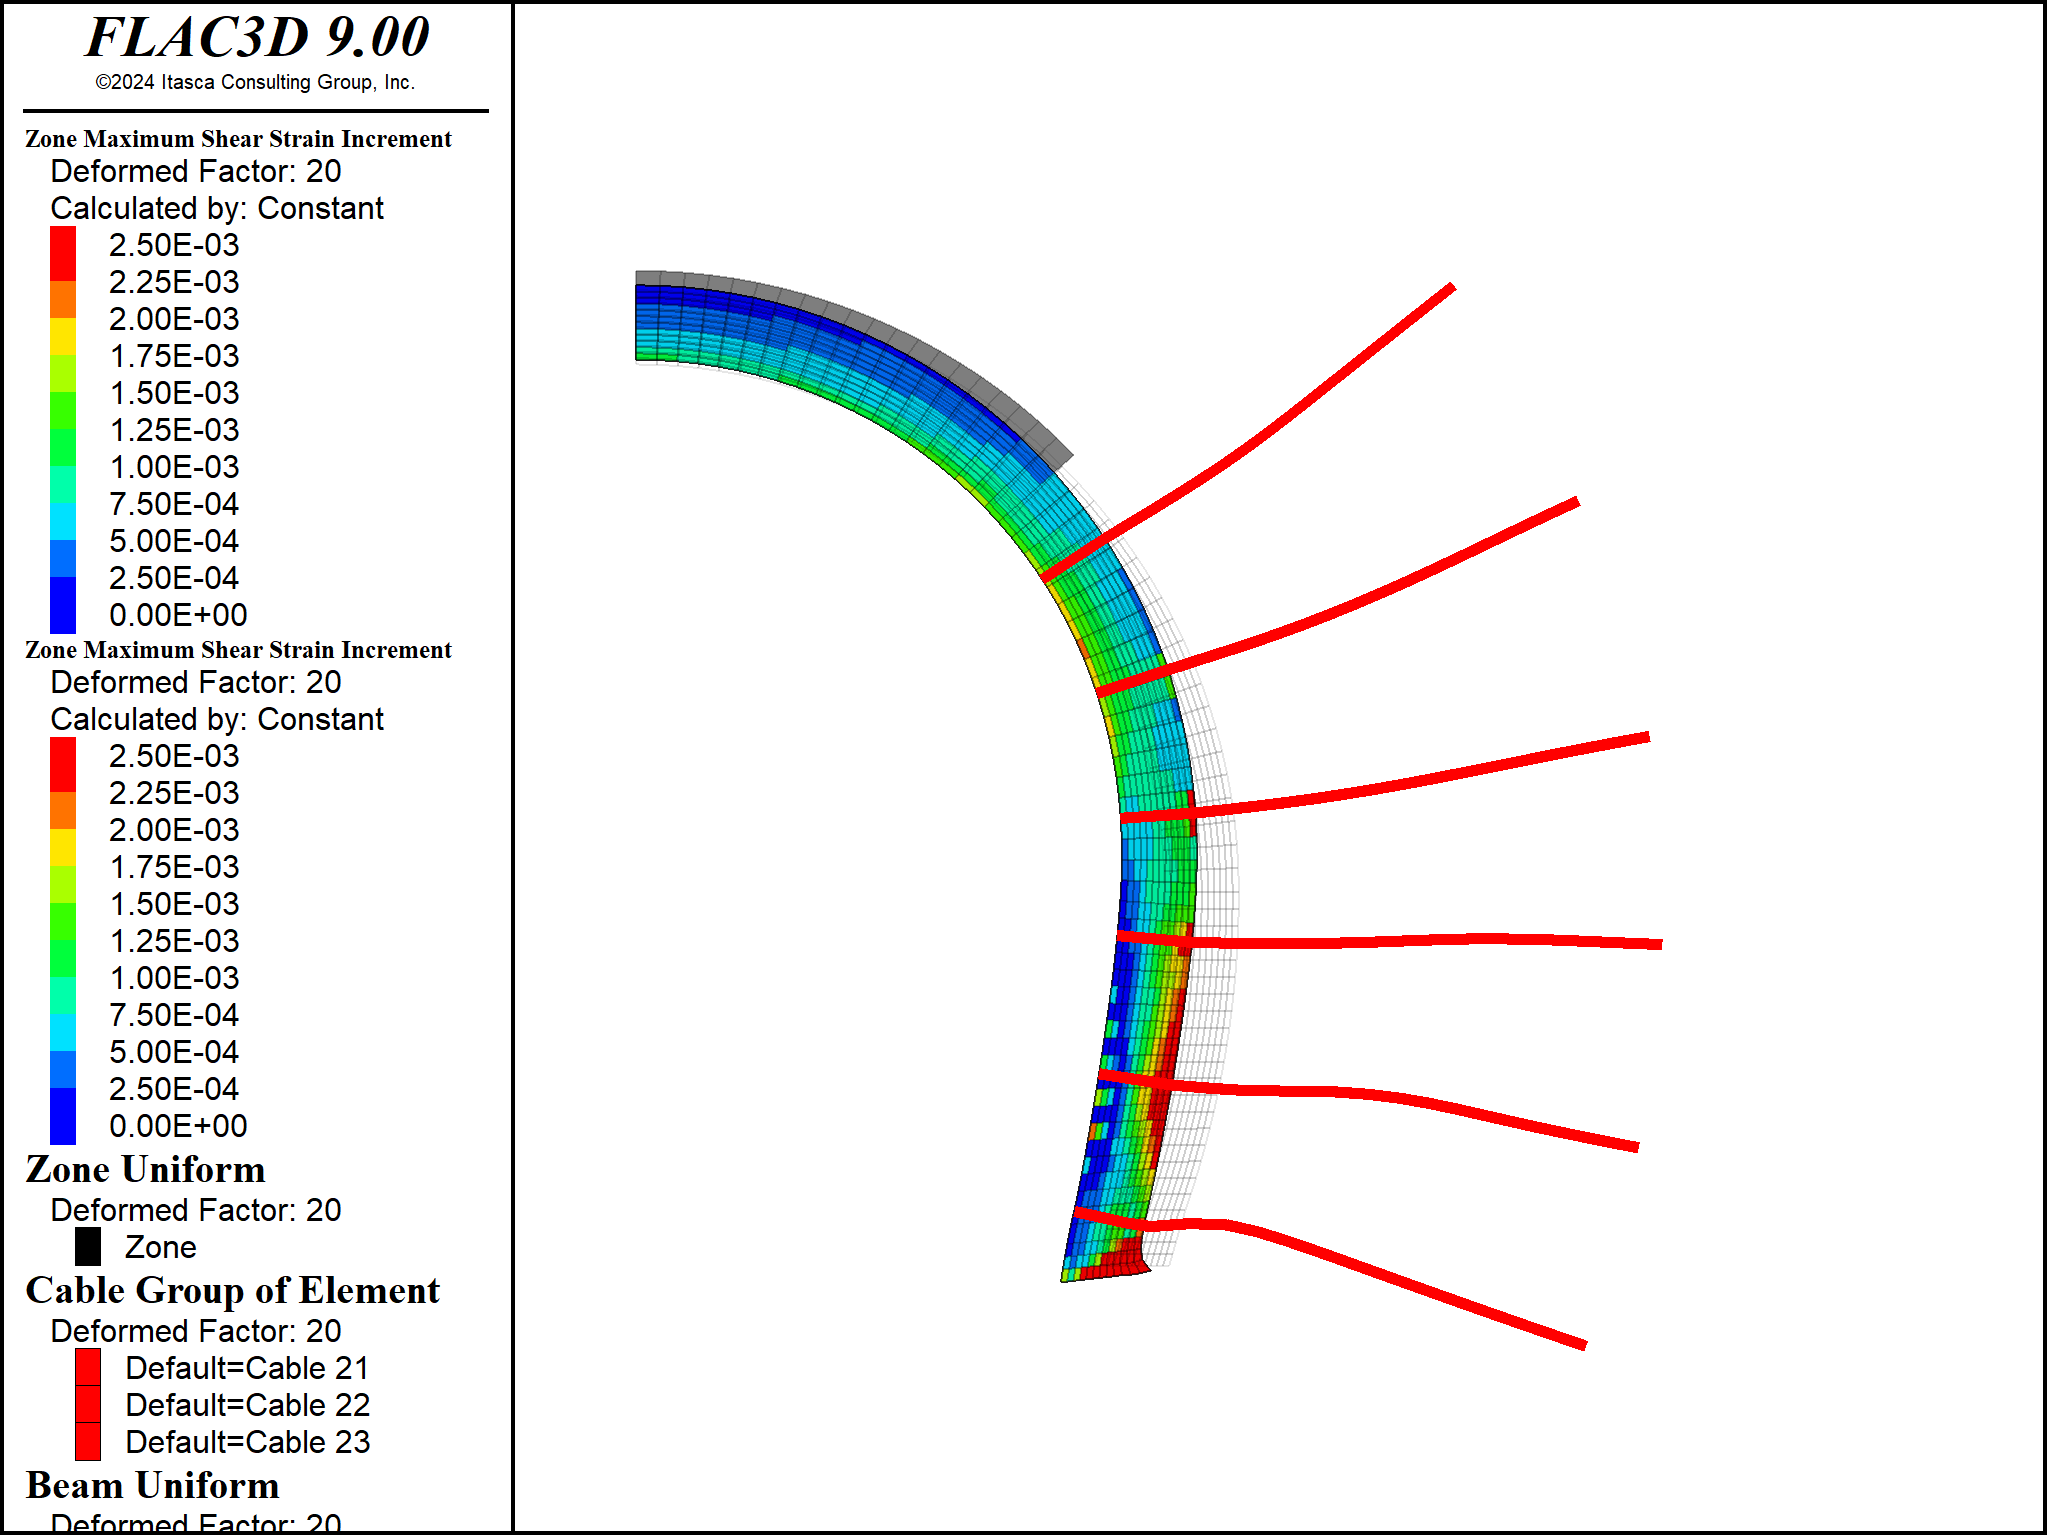 FLAC3D 9.00
©2024 Itasca Consulting Group, Inc.
Zone Maximum Shear Strain Increment
Deformed Factor: 20
Calculated by: Constant
2.50E-03
2.25E-03
2.00E-03
1.75E-03
1.50E-03
1.25E-03
1.00E-03
7.50E-04
5.00E-04
2.50E-04
0.00E+00
Zone Maximum Shear Strain Increment
Deformed Factor: 20
Calculated by: Constant
2.50E-03
2.25E-03
2.00E-03
1.75E-03
1.50E-03
1.25E-03
1.00E-03
7.50E-04
5.00E-04
2.50E-04
0.00E+00
Zone Uniform
Deformed Factor: 20
Zone
Cable Group of Element
Deformed Factor: 20
Default=Cable 21
Default=Cable 22
Default=Cable 23
Beam Uniform
Deformed Factor: 20